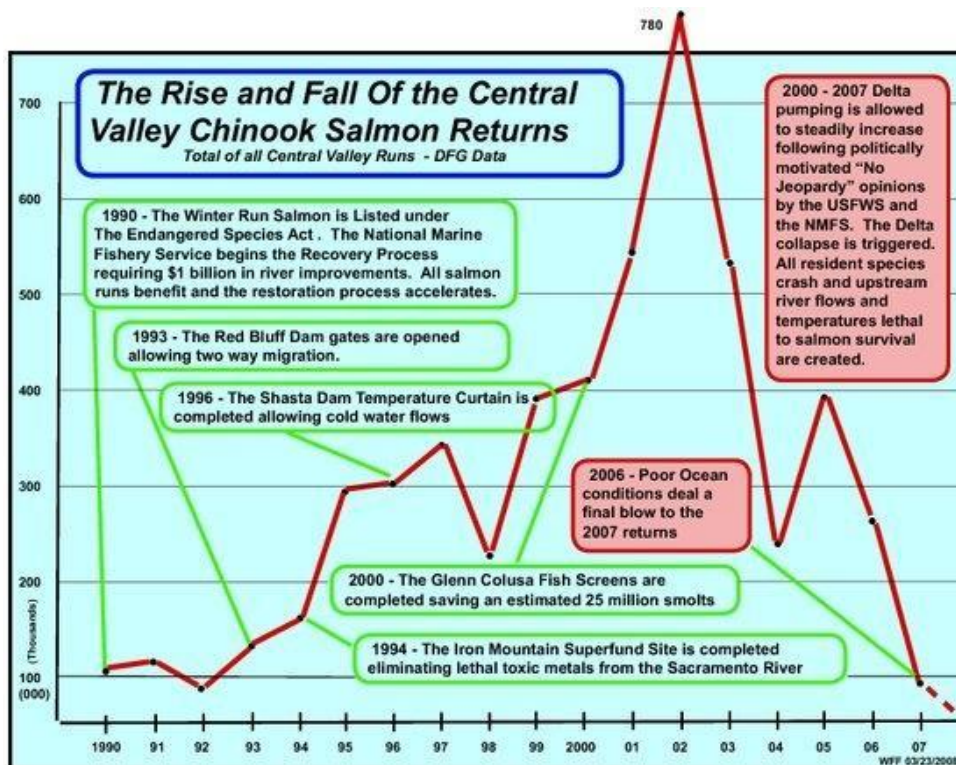 780
The Rise and Fall Of the Central
Valley Chinook Salmon Returns
Total of all Central Valley Runs - DFG Data
2000 - 2007 Delta
pumping is allowed
to steadily increase
following politically
motivated “No
Jeopardy” opinions
by the USFWS and
the NMFS. The Delta
collapse is triggered.
All resident species
crash and upstream
river flows and
temperatures lethal
to salmon survival
are created.
1990 - The Winter Run Salmon is Listed under
The Endangered Species Act . The National Marine
Fishery Service begins the Recovery Process
requiring $1 billion in river improvements. All salmon
runs benefit and the restoration process accelerates.
1993 - The Red Bluff Dam gates are opened
allowing two way migration.
1996 - The Shasta Dam Temperature Curtain is
completed allowing cold water flows
2006 - Poor Ocean
conditions deal a
final blow to the
2007 returns
2000 - The Glenn Colusa Fish Screens are
completed saving an estimated 25 million smolts
1994 - The Iron Mountain Superfund Site is completed
eliminating lethal toxic metals from the Sacramento River
700
600
500
400
300
200
100
(000)
(Thousands)
1990 91 92 93 94 95 96 97 98 99 2000 01 02 03 04 05 06 07
WFF 03/23/2008